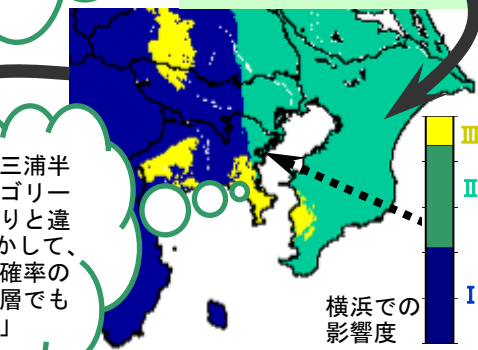 三浦半
ゴリー
りと違
かして、
確率の
層でも
」
Ⅲ
Ⅱ
Ⅰ
横浜での
影響度